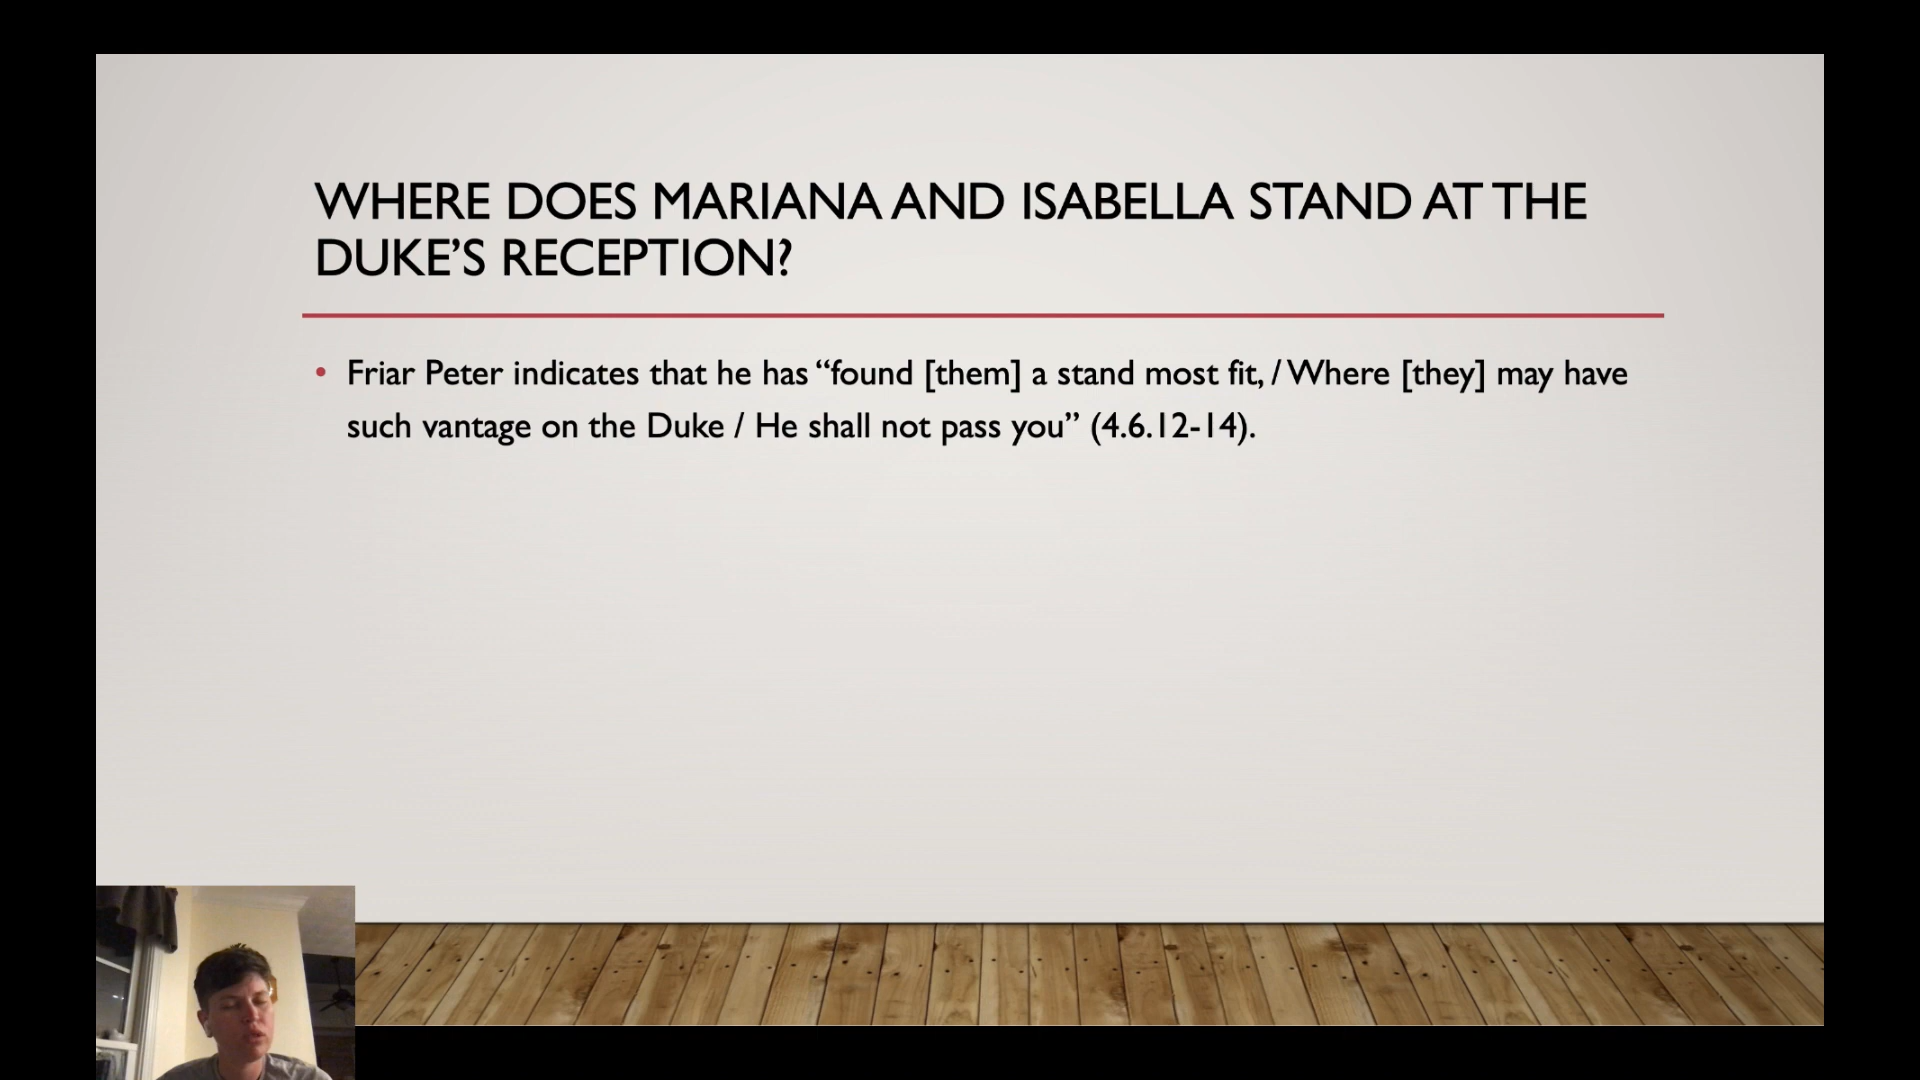 WHERE DOES MARIANA AND ISABELLA STAND AT THE
DUKE’S RECEPTION?
• Friar Peter indicates that he has “found [them] a stand most fit, / Where [they] may have
such vantage on the Duke / He shall not pass you” (4.6.12-14).